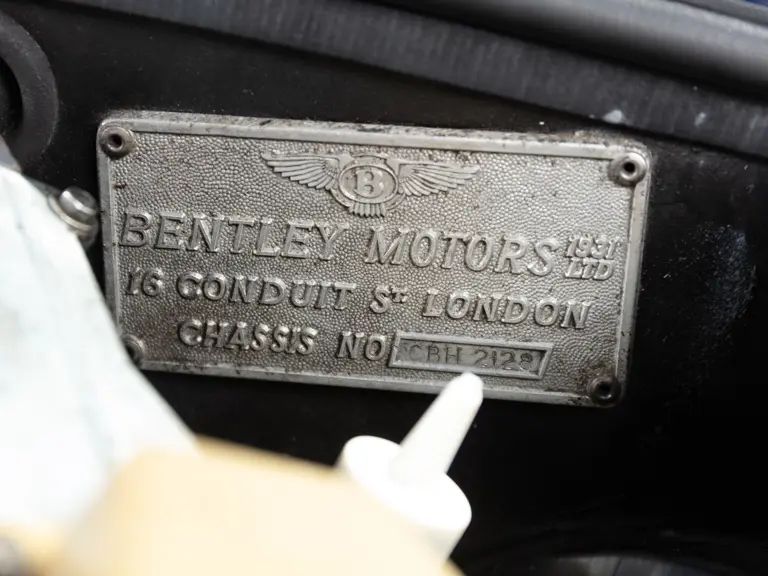 B
BENTLEY MOTORS 1931 LTD
16 CONDUIT ST LONDON
CHASSIS NO CBH 2128